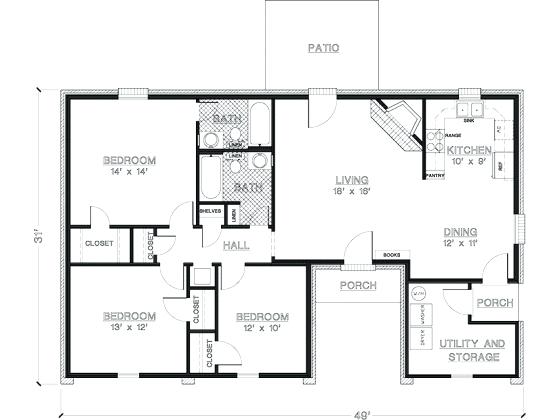 PATIO
BATH
LINEN
SINK
RANGE
D/W
KITCHEN
10' x 9'
REF
PANTRY
BEDROOM
14' x 14'
LINEN
BATH
LIVING
18' x 16'
SHELVES
LINEN
DINING
12' x 11'
CLOSET
CLOSET
HALL
BOOKS
31'
PORCH
W/H
PORCH
BEDROOM
13' x 12'
CLOSET
BEDROOM
12' x 10'
WASHER
DRYER
UTILITY AND
STORAGE
CLOSET
49'